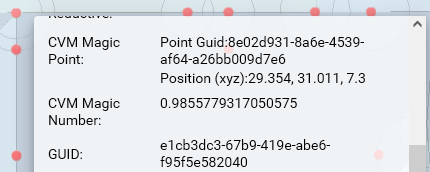 CVM Magic Point:
Point Guid:8e02d931-8a6e-4539-
af64-a26bb009d7e6
Position (xyz):29.354, 31.011, 7.3
CVM Magic Number:
0.9855779317050575
GUID:
e1cb3dc3-67b9-419e-abe6-
f95f5e582040